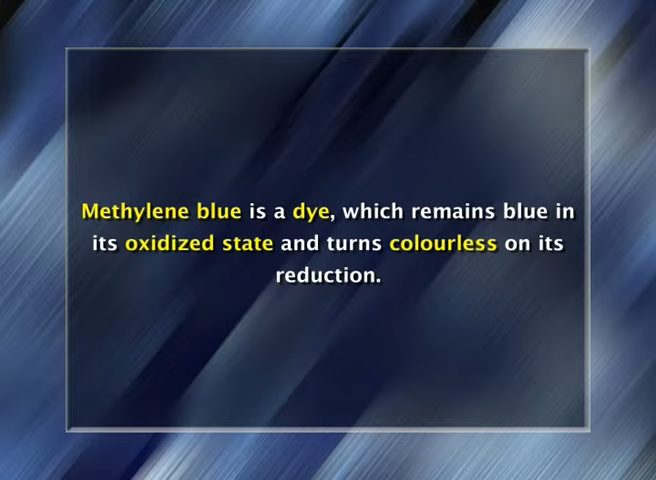 Methylene blue is a dye, which remains blue in
its oxidized state and turns colourless on its
reduction.